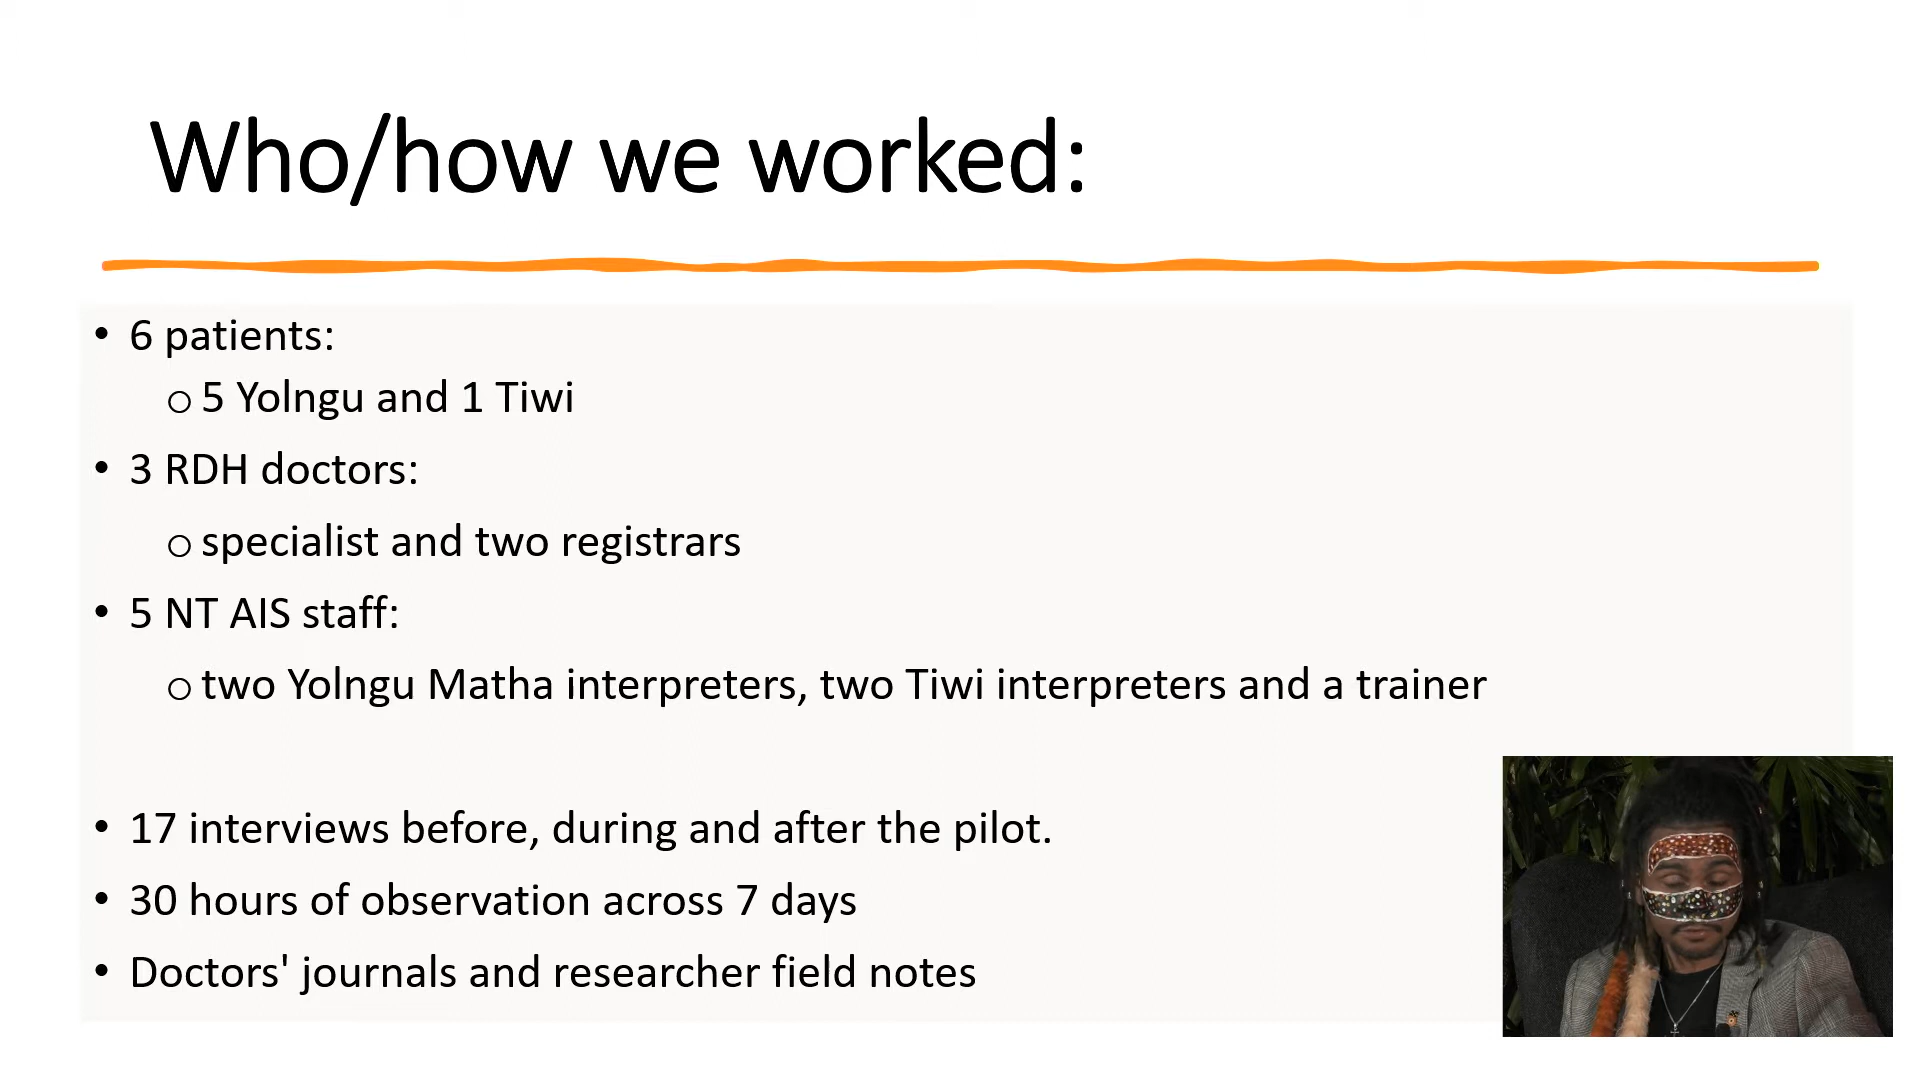 Who/how we worked:
• 6 patients:
o 5 Yolngu and 1 Tiwi
• 3 RDH doctors:
o specialist and two registrars
• 5 NT AIS staff:
o two Yolngu Matha interpreters, two Tiwi interpreters and a trainer
• 17 interviews before, during and after the pilot.
• 30 hours of observation across 7 days
• Doctors' journals and researcher field notes